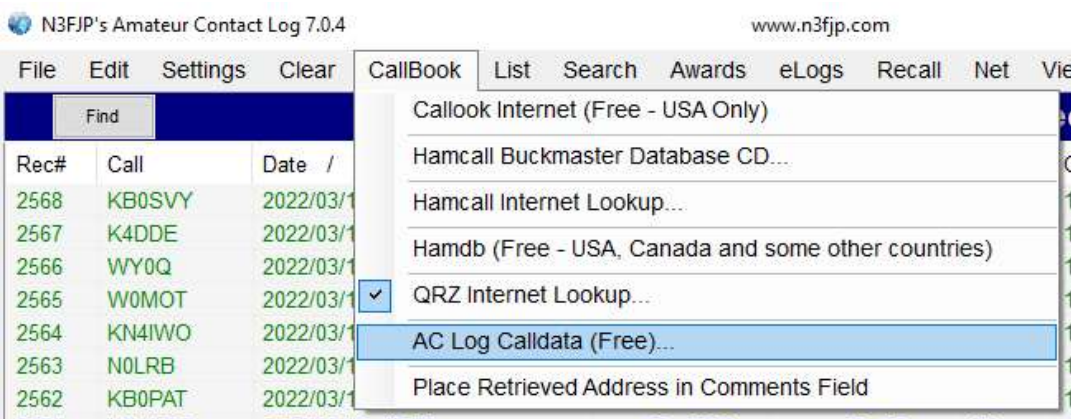 N3FJP's Amateur Contact Log 7.0.4 www.n3fjp.com
File Edit Settings Clear CallBook List Search Awards eLogs Recall Net
Find
Callook Internet (Free - USA Only)
Rec# Call Date /
Hamcall Buckmaster Database CD...
2568 KB0SVY 2022/03/1
Hamcall Internet Lookup...
2567 K4DDE 2022/03/1
Hamdb (Free - USA, Canada and some other countries)
2566 WY0Q 2022/03/1
2565 W0MOT 2022/03/1
QRZ Internet Lookup...
2564 KN4IWO 2022/03/1
AC Log Calldata (Free)...
2563 N0LRB 2022/03/1
2562 KB0PAT 2022/03/1
Place Retrieved Address in Comments Field